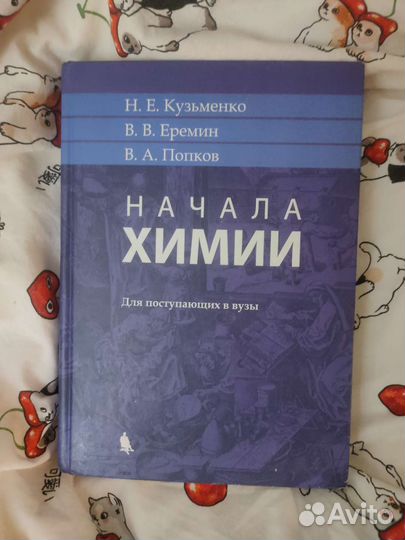 Н. Е. Кузьменко
В. В. Еремин
В. А. Попков
НАЧАЛА
ХИМИИ
Для поступающих в вузы
Avito